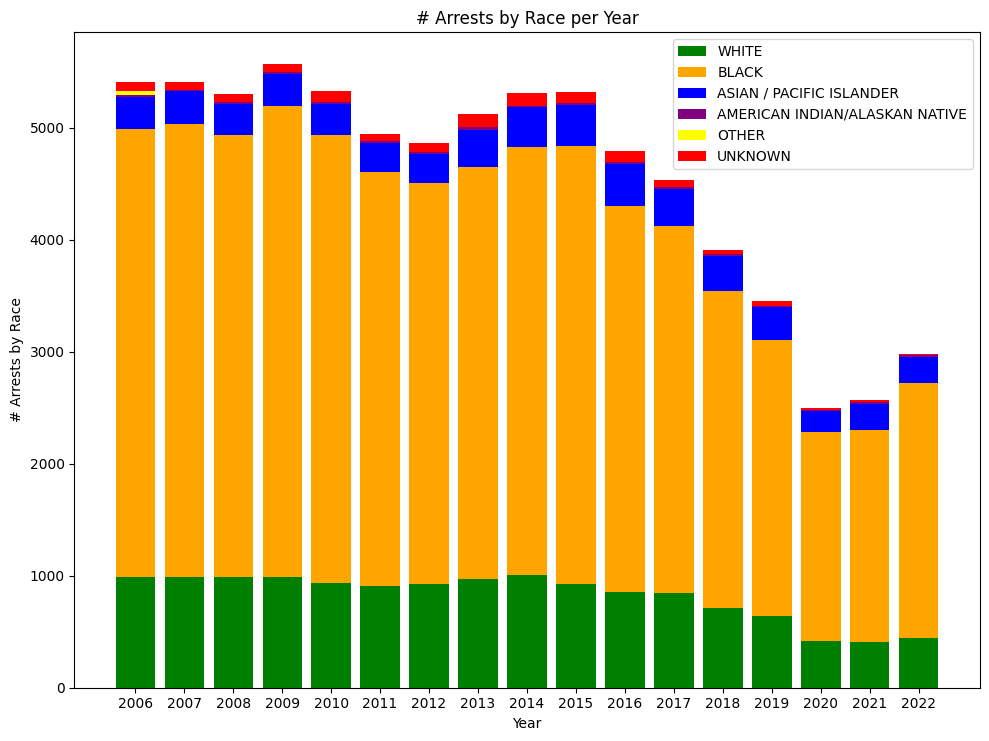 # Arrests by Race per Year
WHITE
BLACK
ASIAN / PACIFIC ISLANDER
AMERICAN INDIAN/ALASKAN NATIVE
OTHER
UNKNOWN
# Arrests by Race
5000
4000
3000
2000
1000
0
2006 2007 2008 2009 2010 2011 2012 2013 2014 2015 2016 2017 2018 2019 2020 2021 2022
Year